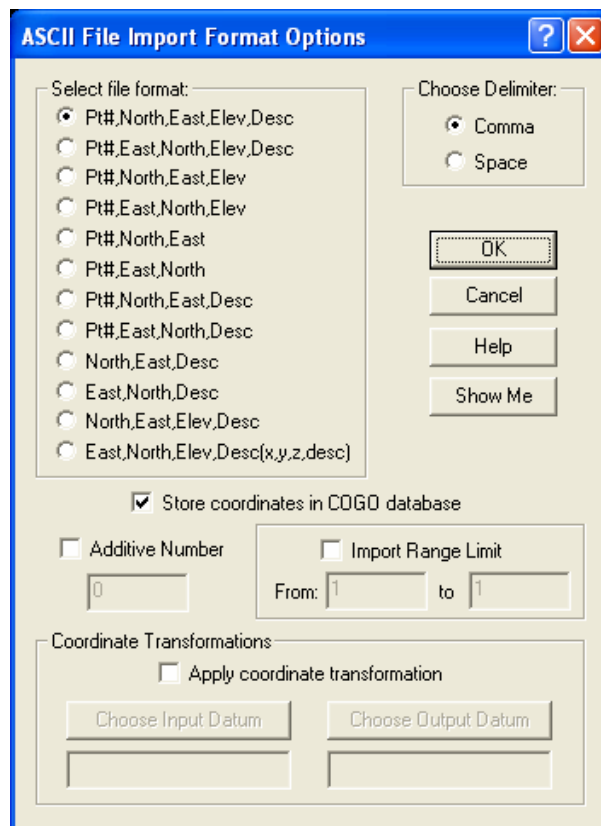 ASCII File Import Format Options
Select file format:
Pt#,North,East,Elev,Desc
Pt#,East,North,Elev,Desc
Pt#,North,East,Elev
Pt#,East,North,Elev
Pt#,North,East
Pt#,East,North
Pt#,North,East,Desc
Pt#,East,North,Desc
North,East,Desc
East,North,Desc
North,East,Elev,Desc
East,North,Elev,Desc(x,y,z,desc)
Choose Delimiter:
Comma
Space
OK
Cancel
Help
Show Me
Store coordinates in COGO database
Additive Number
0
Import Range Limit
From: 1 to 1
Coordinate Transformations
Apply coordinate transformation
Choose Input Datum
Choose Output Datum